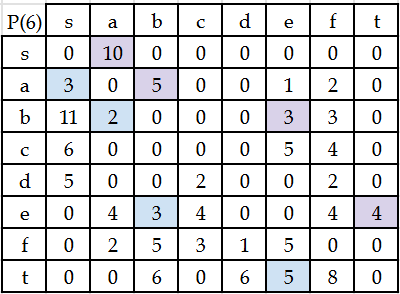 P(6) s a b c d e f t
s 0 10 0 0 0 0 0 0
a 3 0 5 0 0 1 2 0
b 11 2 0 0 0 3 3 0
c 6 0 0 0 0 5 4 0
d 5 0 0 2 0 0 2 0
e 0 4 3 4 0 0 4 4
f 0 2 5 3 1 5 0 0
t 0 0 6 0 6 5 8 0